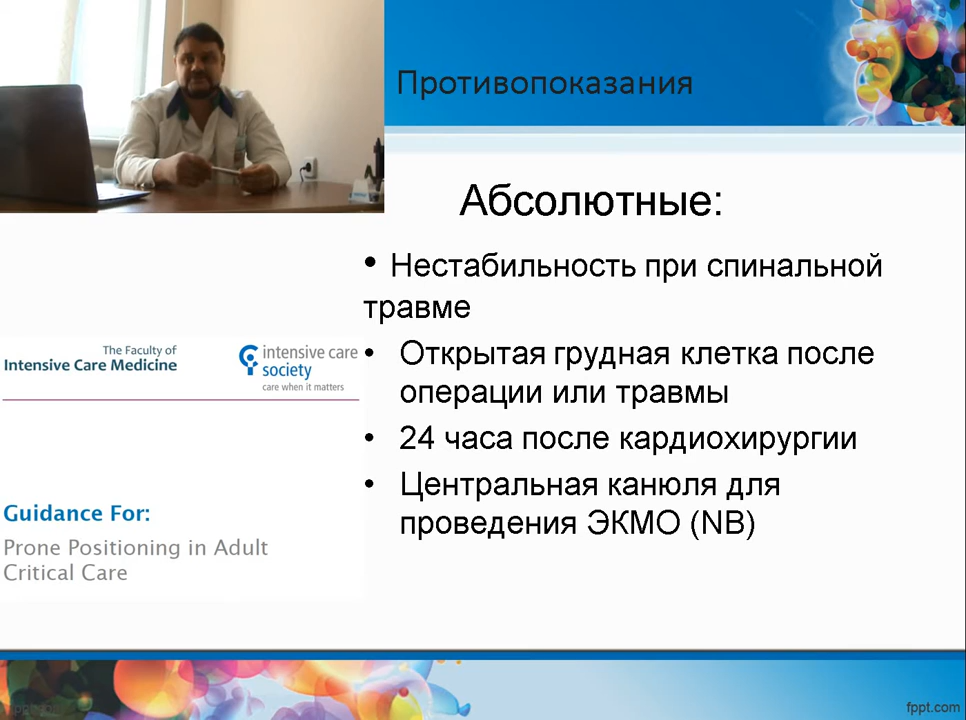 Противопоказания
Абсолютные:
• Нестабильность при спинальной
травме
• Открытая грудная клетка после
операции или травмы
• 24 часа после кардиохирургии
• Центральная канюля для
проведения ЭКМО (NB)
The Faculty of
Intensive Care Medicine
intensive care
society
care when it matters
Guidance For:
Prone Positioning in Adult
Critical Care
fppt.com